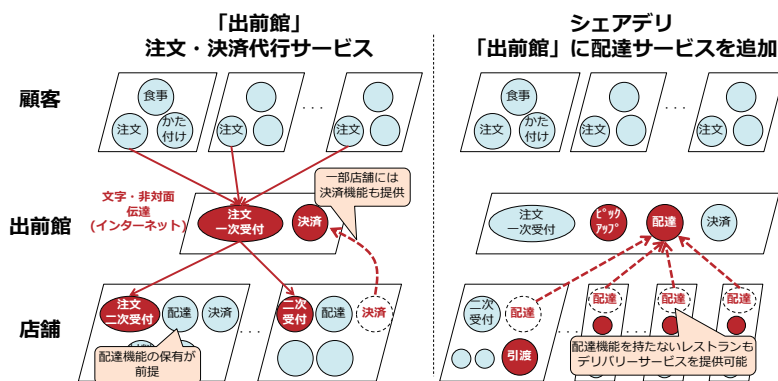 「出前館」
注文・決済代行サービス
シェアデリ
「出前館」に配達サービスを追加
顧客
食事
注文
かた
付け
注文
・・・
注文
食事
注文
かた
付け
注文
・・・
注文
文字・非対面
伝達
(インターネット)
一部店舗には
決済機能も提供
出前館
注文
一次受付
決済
注文
一次受付
ピック
アップ
配達
決済
店舗
注文
二次受付
配達
決済
配達機能の保有が
前提
・・・
二次
受付
配達
決済
二次
受付
配達
引渡
・・・
配達
配達
配達
配達機能を持たないレストランも
デリバリーサービスを提供可能